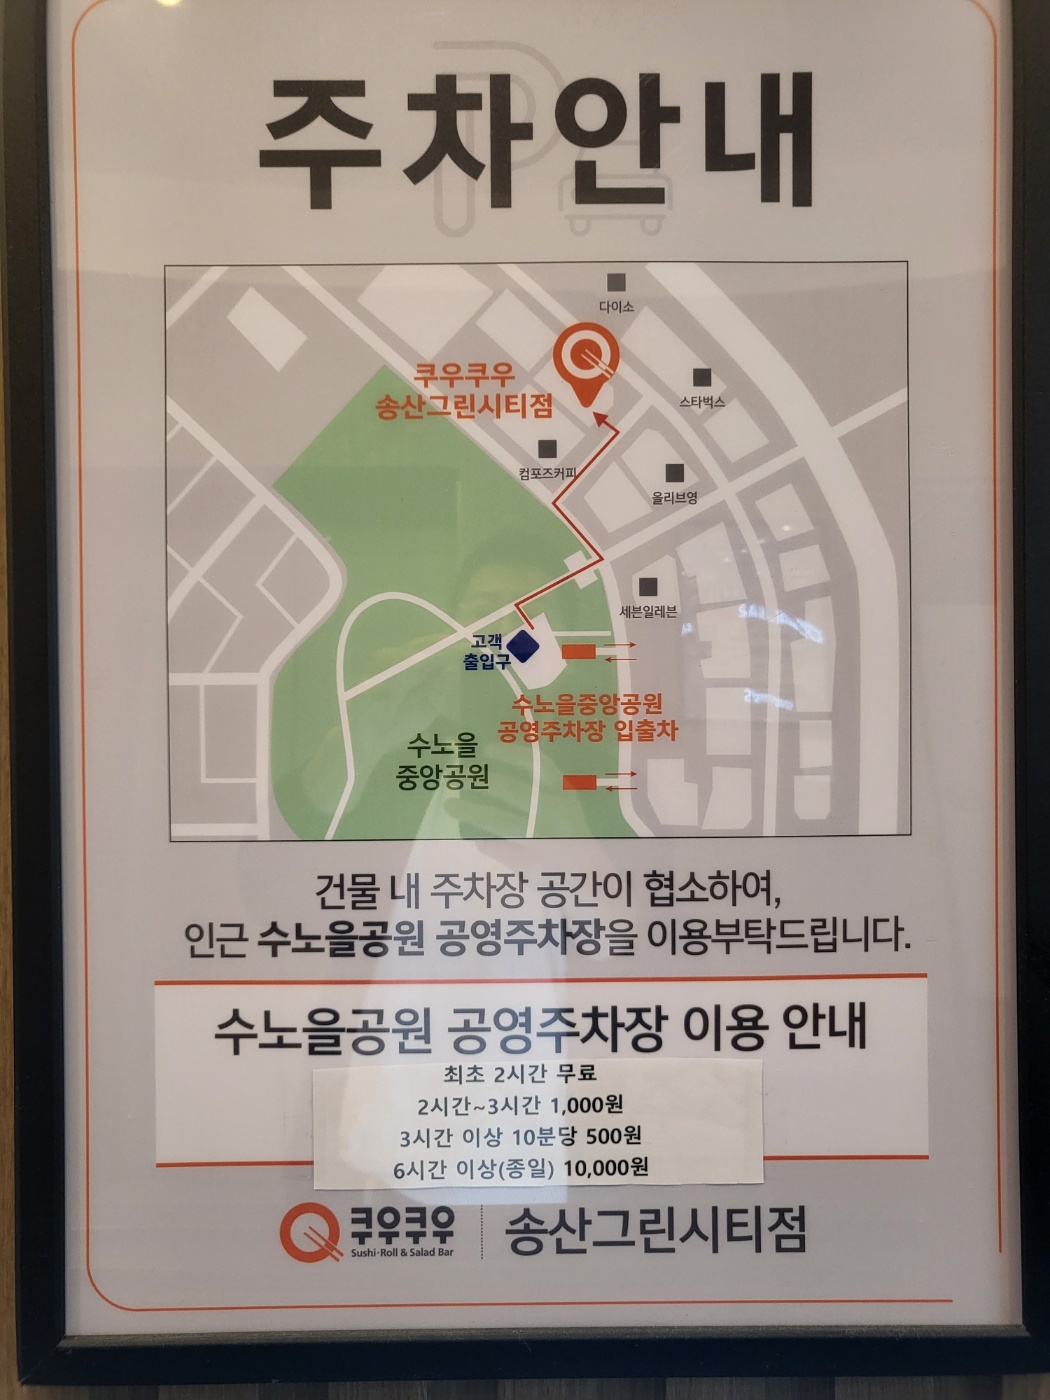 주차안내
다이소
쿠우쿠우
송산그린시티점
스타벅스
컴포즈커피
올리브영
세븐일레븐
고객
출입구
수노을중앙공원
공영주차장 입출차
수노을
중앙공원
건물 내 주차장 공간이 협소하여,
인근 수노을공원 공영주차장을 이용부탁드립니다.
수노을공원 공영주차장 이용 안내
최초 2시간 무료
2시간~3시간 1,000원
3시간 이상 10분당 500원
6시간 이상(종일) 10,000원
쿠우쿠우
Sushi·Roll & Salad Bar
송산그린시티점